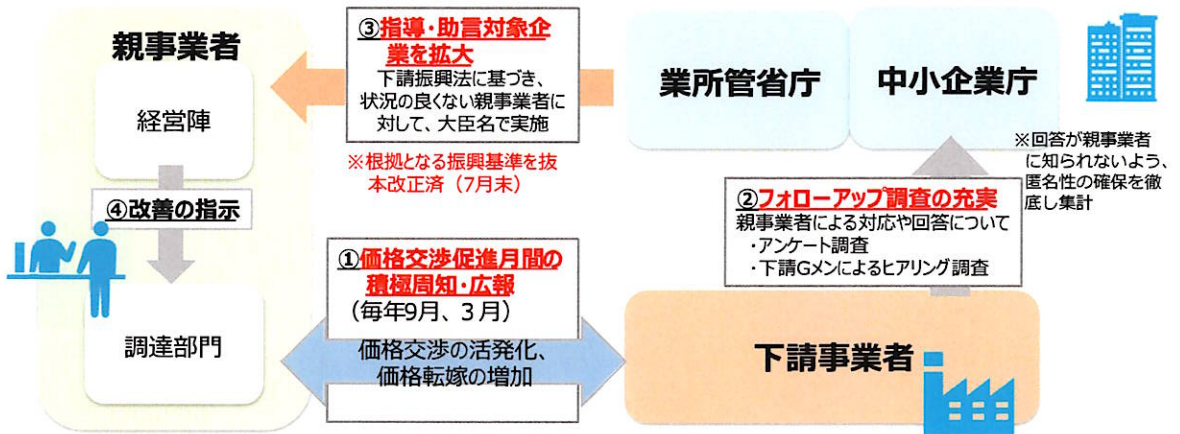 親事業者
経営陣
④改善の指示
調達部門
③指導・助言対象企
業を拡大
下請振興法に基づき、
状況の良くない親事業者に
対して、大臣名で実施
※根拠となる振興基準を抜
本改正済（7月末）
業所管省庁
中小企業庁
※回答が親事業者
に知られないよう、
匿名性の確保を徹
底し集計
②フォローアップ調査の充実
親事業者による対応や回答について
・アンケート調査
・下請Gメンによるヒアリング調査
①価格交渉促進月間の
積極周知・広報
（毎年9月、３月）
価格交渉の活発化、
価格転嫁の増加
下請事業者